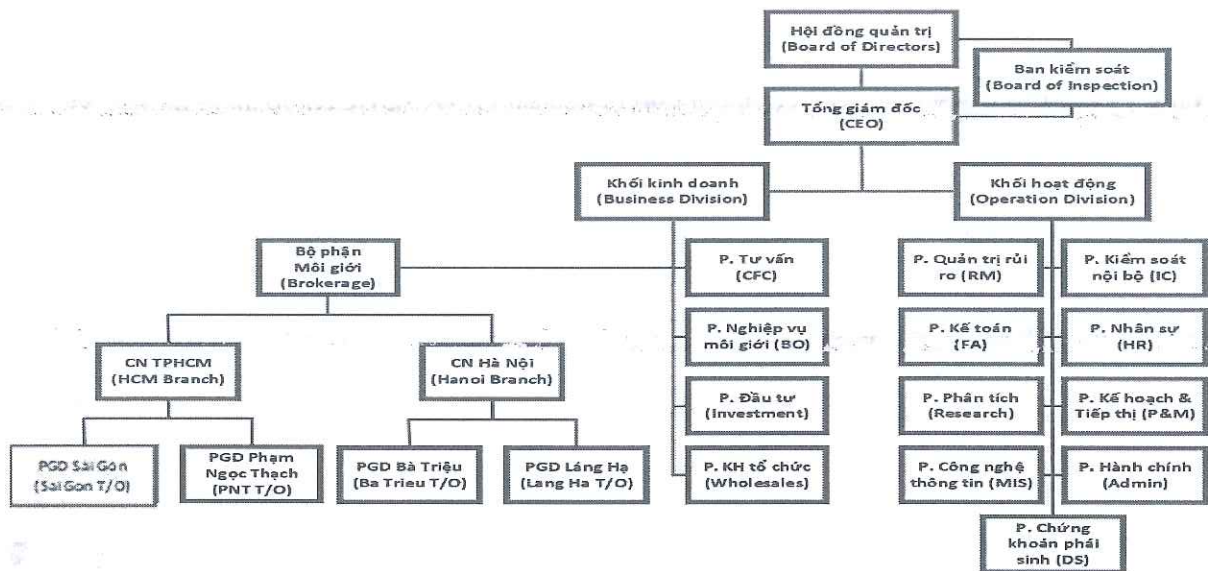 Hội đồng quản trị
(Board of Directors)
Ban kiểm soát
(Board of Inspection)
Tổng giám đốc
(CEO)
Khối kinh doanh
(Business Division)
Khối hoạt động
(Operation Division)
Bộ phận
Môi giới
(Brokerage)
P. Tư vấn
(CFC)
P. Quản trị rủi
ro (RM)
P. Kiểm soát
nội bộ (IC)
CN TPHCM
(HCM Branch)
CN Hà Nội
(Hanoi Branch)
P. Nghiệp vụ
môi giới (BO)
P. Kế toán
(FA)
P. Nhân sự
(HR)
P. Đầu tư
(Investment)
P. Phân tích
(Research)
P. Kế hoạch &
Tiếp thị (P&M)
PGD Sài Gòn
(Sai Gon T/O)
PGD Phạm
Ngọc Thạch
(PNT T/O)
PGD Bà Triệu
(Ba Trieu T/O)
PGD Láng Hạ
(Lang Ha T/O)
P. KH tổ chức
(Wholesales)
P. Công nghệ
thông tin (MIS)
P. Hành chính
(Admin)
P. Chứng
khoán phái
sinh (DS)